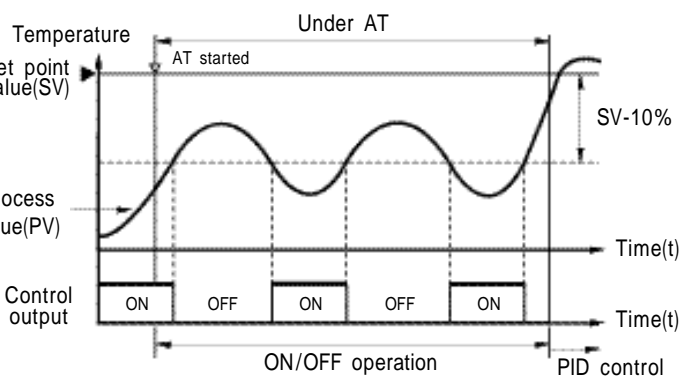 Under AT
Temperature
AT started
et point
alue(SV)
SV-10%
ocess
ue(PV)
Time(t)
Control
output
ON
OFF
ON
OFF
ON
Time(t)
ON/OFF operation
PID control